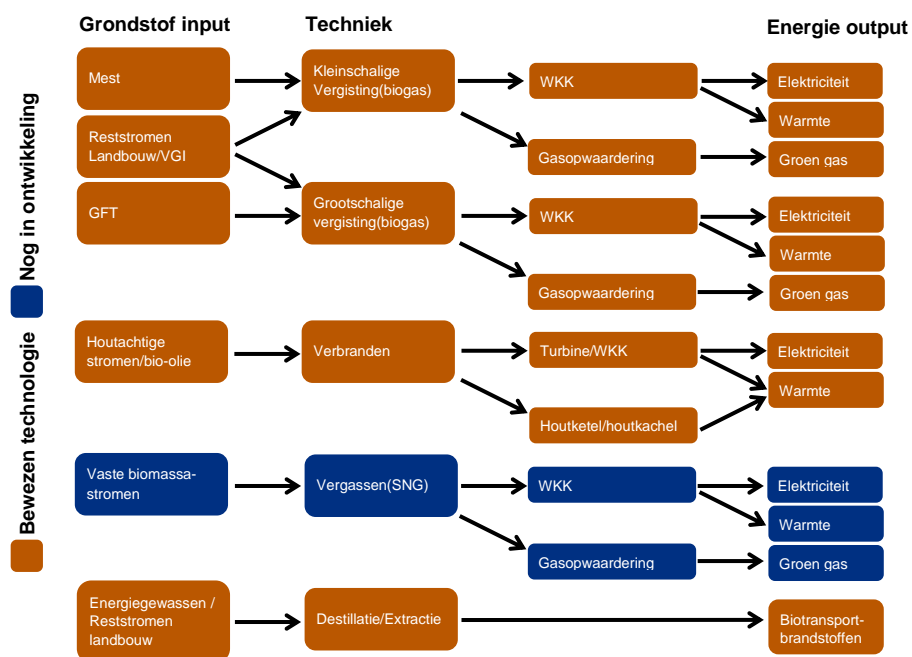 Grondstof input
Techniek
Energie output
Nog in ontwikkeling
Bewezen technologie
Mest
Kleinschalige
Vergisting(biogas)
WKK
Elektriciteit
Warmte
Reststromen
Landbouw/VGI
Gasopwaardering
Groen gas
GFT
Grootschalige
vergisting(biogas)
WKK
Elektriciteit
Warmte
Gasopwaardering
Groen gas
Houtachtige
stromen/bio-olie
Verbranden
Turbine/WKK
Elektriciteit
Warmte
Houtketel/houtkachel
Vaste biomassa-
stromen
Vergassen(SNG)
WKK
Elektriciteit
Warmte
Gasopwaardering
Groen gas
Energiegewassen /
Reststromen
landbouw
Destillatie/Extractie
Biotransport-
brandstoffen